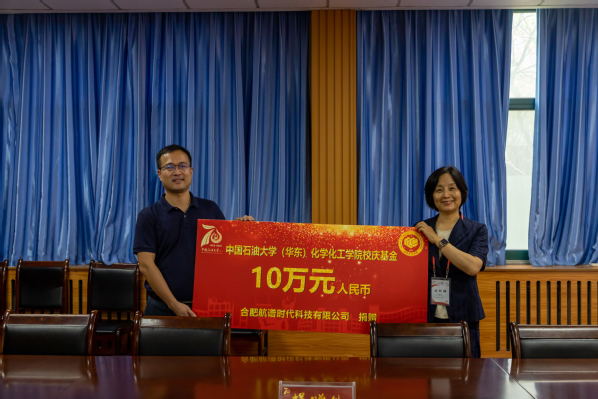 70
中国石油大学（华东）化学化工学院校庆基金
10万元人民币
合肥航谱时代科技有限公司 捐赠